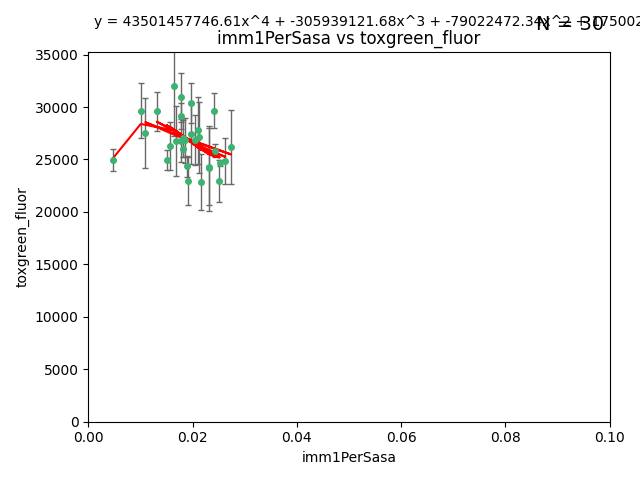 y = 43501457746.61x^4 + -305939121.68x^3 + -79022472.34x^2 +
N = 30
imm1PerSasa vs toxgreen_fluor
35000
30000
25000
20000
15000
10000
5000
0
toxgreen_fluor
0.00 0.02 0.04 0.06 0.08 0.10
imm1PerSasa